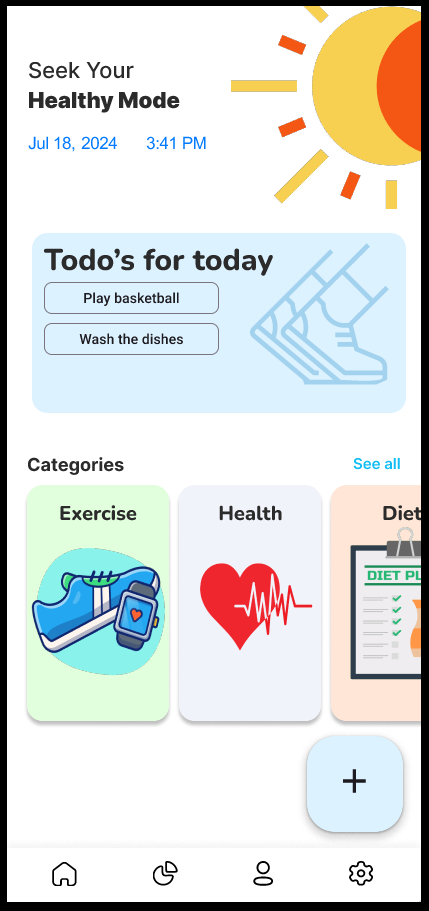 Seek Your
Healthy Mode
Jul 18, 2024 3:41 PM
Todo’s for today
Play basketball
Wash the dishes
Categories See all
Exercise Health Diet
DIET PL